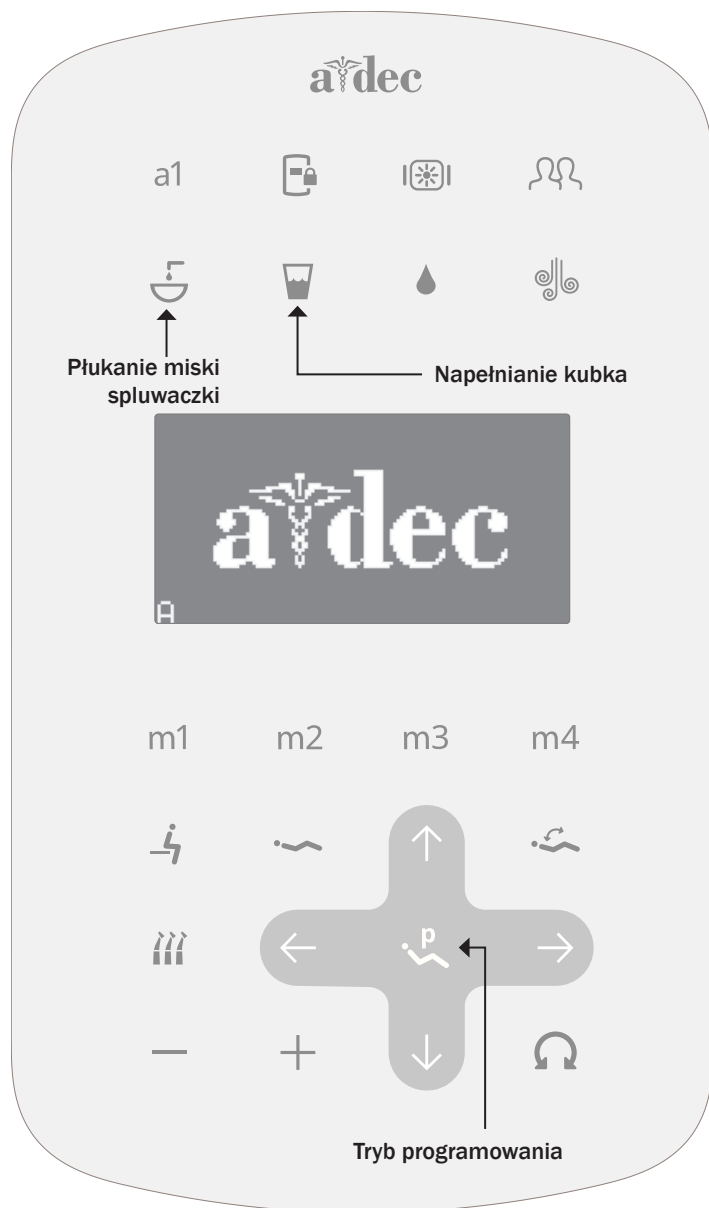 a dec
a1
Płukanie miski
spluwaczki
Napełnianie kubka
a dec
A
m1 m2 m3 m4
p
Tryb programowania